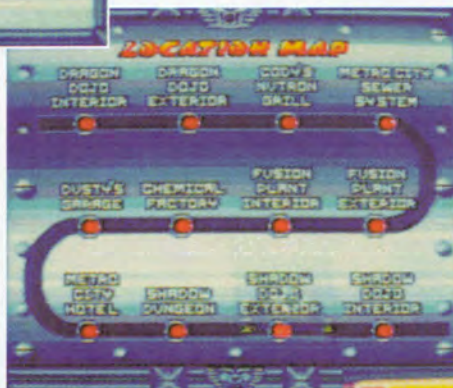 LOCATION MAP
DRAGON DOJO INTERIOR
DRAGON DOJO EXTERIOR
CODY'S NUTRON GRILL
METRO CITY SEWER SYSTEM
DUSTY'S GARAGE
CHEMICAL FACTORY
FUSION PLANT INTERIOR
FUSION PLANT EXTERIOR
METRO CITY HOTEL
SHADOW DUNGEON
SHADOW DOJO EXTERIOR
SHADOW DOJO INTERIOR